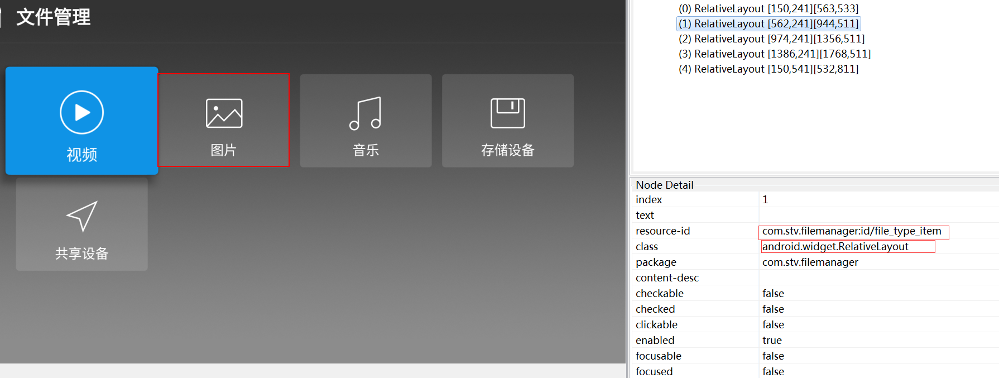 文件管理
视频
图片
音乐
存储设备
共享设备
(0) RelativeLayout [150,241][563,533]
(1) RelativeLayout [562,241][944,511]
(2) RelativeLayout [974,241][1356,511]
(3) RelativeLayout [1386,241][1768,511]
(4) RelativeLayout [150,541][532,811]
Node Detail
index 1
text
resource-id com.stv.filemanager:id/file_type_item
class android.widget.RelativeLayout
package com.stv.filemanager
content-desc
checkable false
checked false
clickable false
enabled true
focusable false
focused false